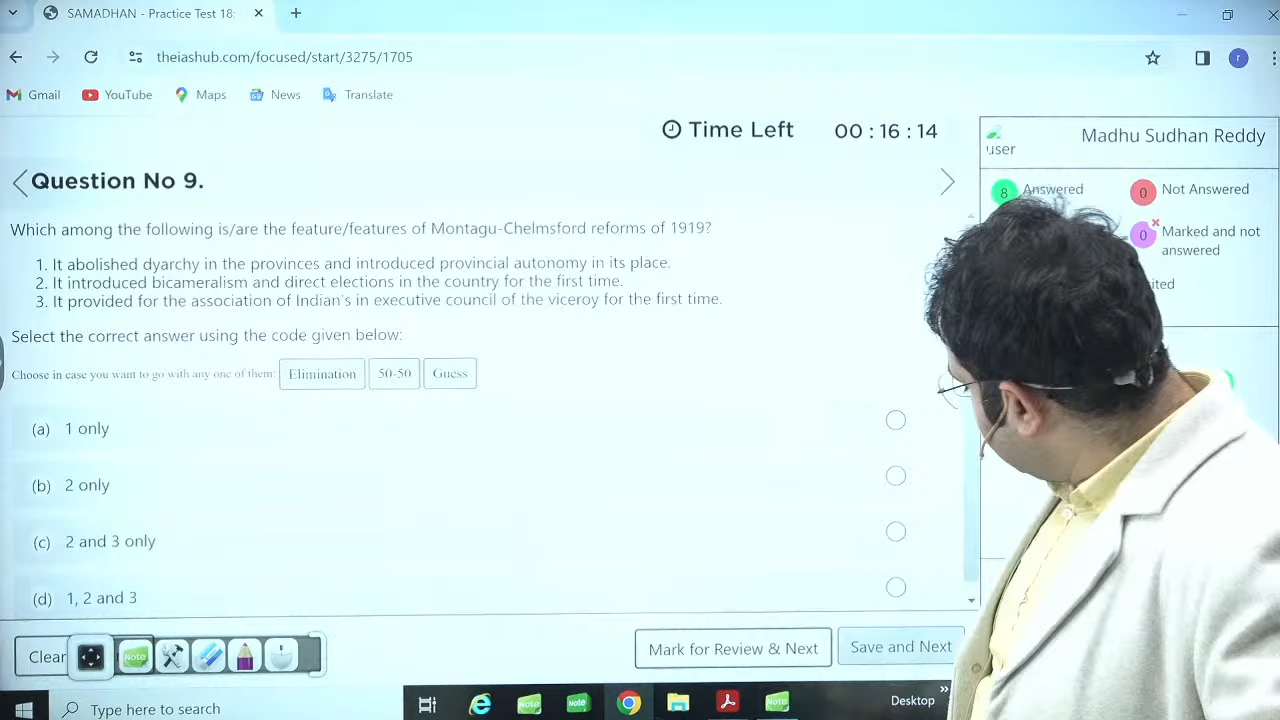 SAMADHAN - Practice Test 18:
theiashub.com/focused/start/3275/1705
r
Gmail YouTube Maps News Translate
Time Left 00 : 16 : 14
Madhu Sudhan Reddy
user
Question No 9.
8 Answered 0 Not Answered
0 Marked and not answered
Which among the following is/are the feature/features of Montagu-Chelmsford reforms of 1919?
1. It abolished dyarchy in the provinces and introduced provincial autonomy in its place.
2. It introduced bicameralism and direct elections in the country for the first time.
3. It provided for the association of Indian's in executive council of the viceroy for the first time.
Select the correct answer using the code given below:
Choose in case you want to go with any one of them: Elimination 50-50 Guess
(a) 1 only
(b) 2 only
(c) 2 and 3 only
(d) 1, 2 and 3
Clear Note
Mark for Review & Next Save and Next
Type here to search
Note Note Note
Desktop